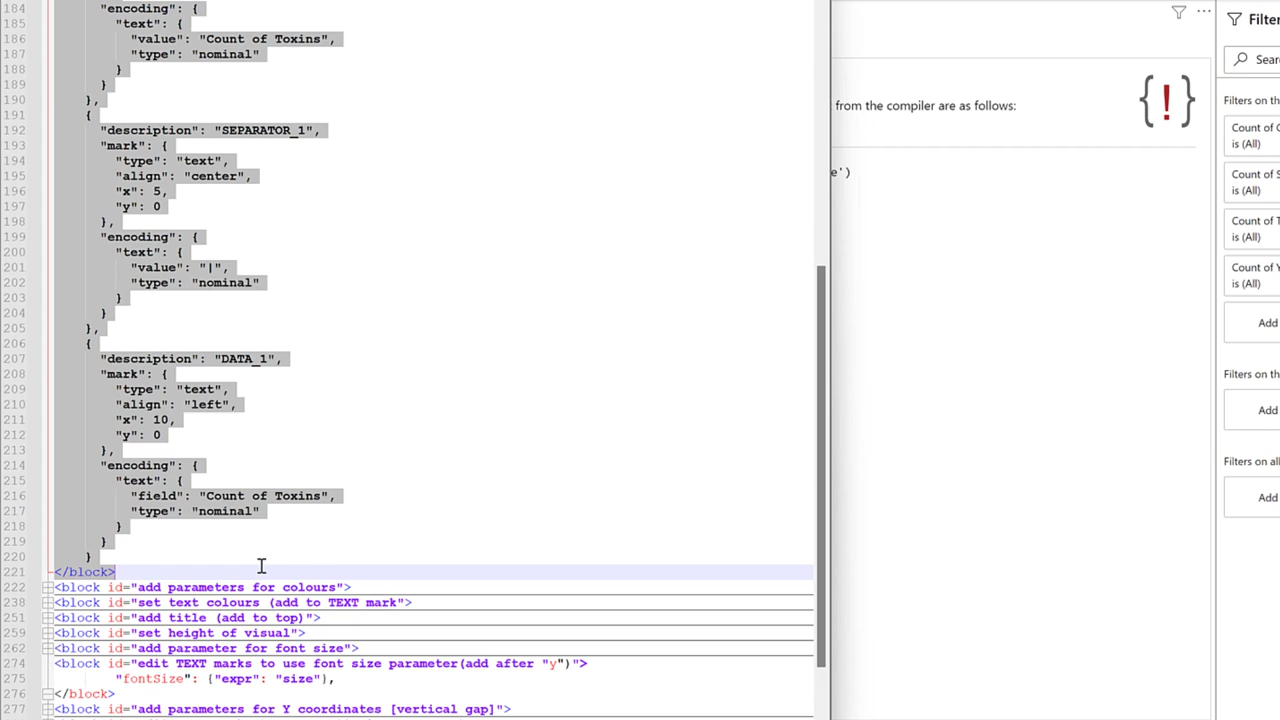 184 "encoding": {
185 "text": {
186 "value": "Count of Toxins",
187 "type": "nominal"
188 }
189 }
190 },
191 {
192 "description": "SEPARATOR_1",
193 "mark": {
194 "type": "text",
195 "align": "center",
196 "x": 5,
197 "y": 0
198 },
199 "encoding": {
200 "text": {
201 "value": "|",
202 "type": "nominal"
203 }
204 }
205 },
206 {
207 "description": "DATA_1",
208 "mark": {
209 "type": "text",
210 "align": "left",
211 "x": 10,
212 "y": 0
213 },
214 "encoding": {
215 "text": {
216 "field": "Count of Toxins",
217 "type": "nominal"
218 }
219 }
220 }
221 </block>
222 <block id="add parameters for colours">
238 <block id="set text colours (add to TEXT mark">
251 <block id="add title (add to top)">
259 <block id="set height of visual">
262 <block id="add parameter for font size">
274 <block id="edit TEXT marks to use font size parameter(add after "y")">
275 "fontSize": {"expr": "size"},
276 </block>
277 <block id="add parameters for Y coordinates [vertical gap]">
from the compiler are as follows:
{!}
e')
Filter
Sear
Filters on th
Count of C
is (All)
Count of S
is (All)
Count of T
is (All)
Count of Y
is (All)
Add
Filters on th
Add
Filters on all
Add